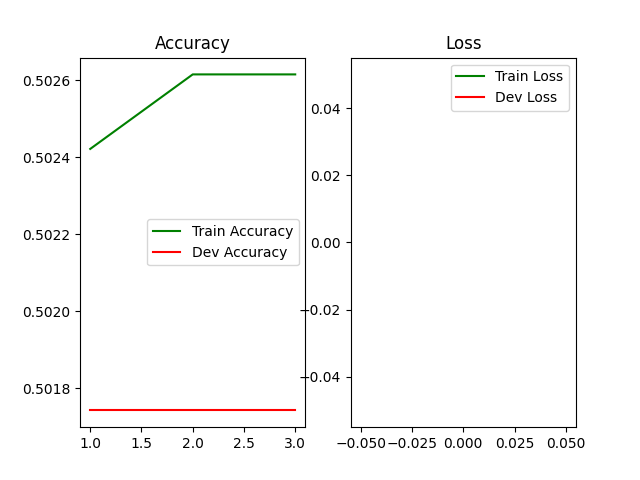 Accuracy
0.5026
0.5024
0.5022
0.5020
0.5018
1.0 1.5 2.0 2.5 3.0
Train Accuracy
Dev Accuracy
Loss
0.04
0.02
0.00
−0.02
−0.04
−0.050 −0.025 0.000 0.025 0.050
Train Loss
Dev Loss